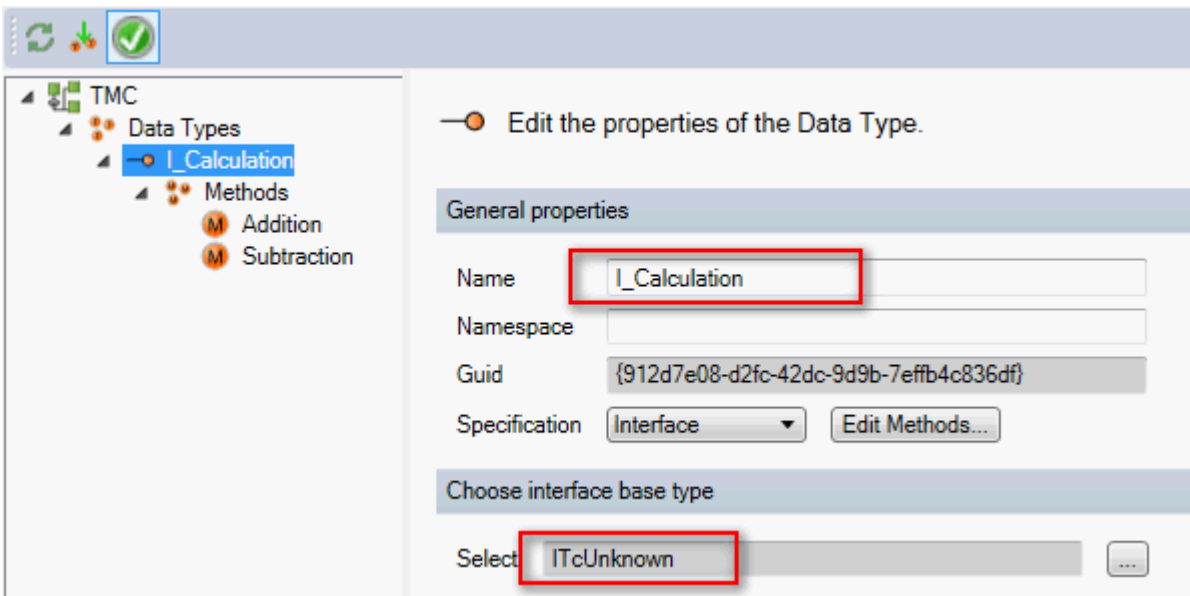 TMC
Data Types
I_Calculation
Methods
M Addition
M Subtraction
Edit the properties of the Data Type.
General properties
Name I_Calculation
Namespace
Guid {912d7e08-d2fc-42dc-9d9b-7effb4c836df}
Specification Interface Edit Methods...
Choose interface base type
Select ITcUnknown ...